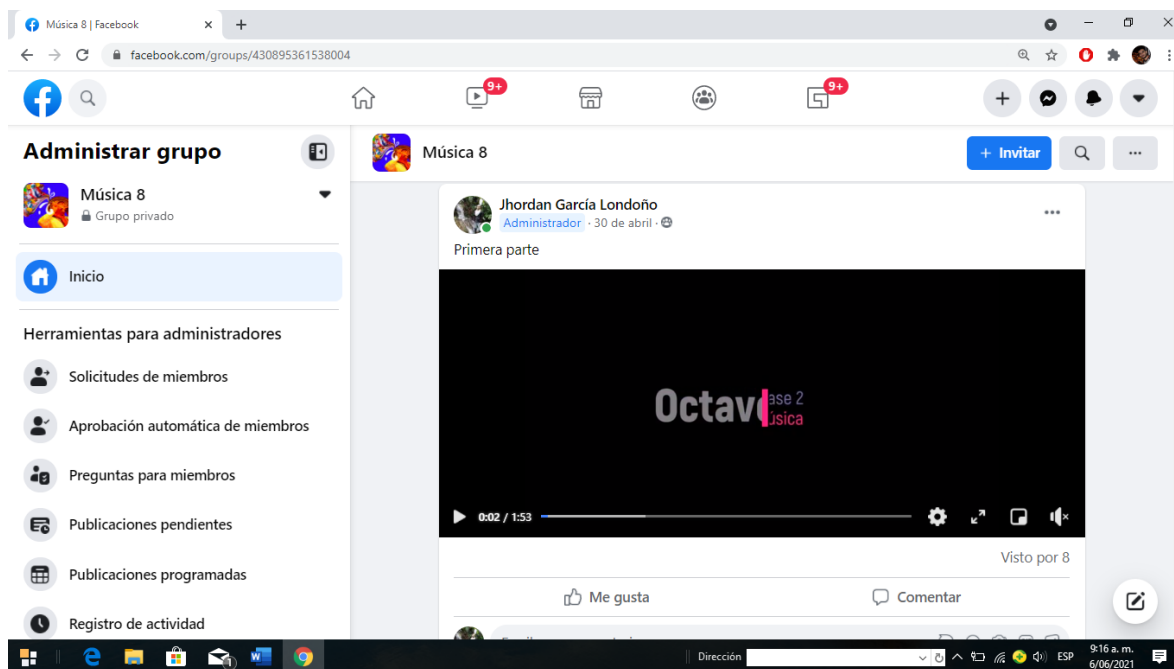 Música 8 | Facebook
facebook.com/groups/430895361538004
9+
9+
Administrar grupo
Música 8
Grupo privado
Inicio
Herramientas para administradores
Solicitudes de miembros
Aprobación automática de miembros
Preguntas para miembros
Publicaciones pendientes
Publicaciones programadas
Registro de actividad
Música 8
+ Invitar
Jhordan García Londoño
Administrador · 30 de abril ·
Primera parte
Octav
ase 2
úsica
0:02 / 1:53
Visto por 8
Me gusta
Comentar
Dirección
ESP
9:16 a. m.
6/06/2021